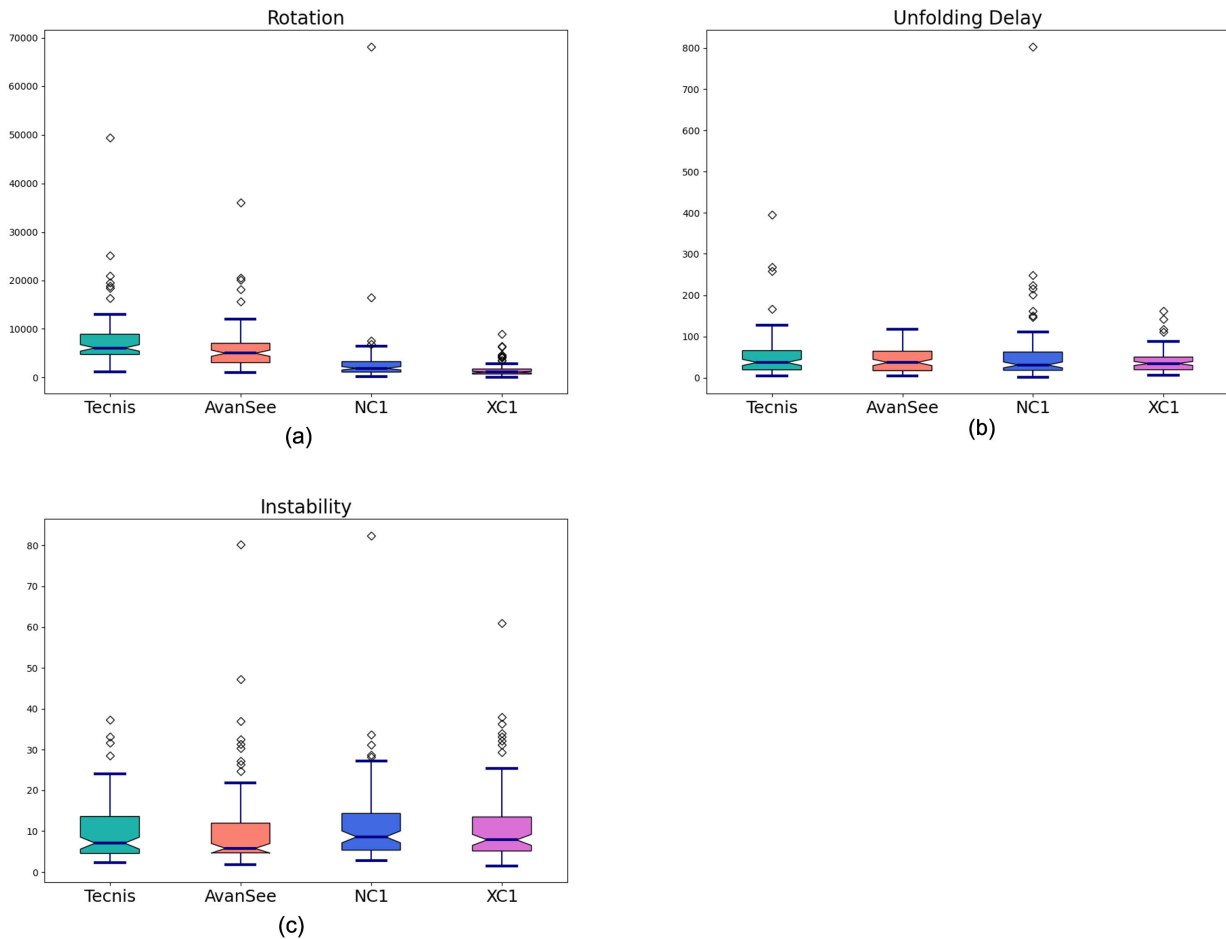 Rotation
70000
60000
50000
40000
30000
20000
10000
0
Tecnis AvanSee NC1 XC1
(a)
Unfolding Delay
800
700
600
500
400
300
200
100
0
Tecnis AvanSee NC1 XC1
(b)
Instability
80
70
60
50
40
30
20
10
0
Tecnis AvanSee NC1 XC1
(c)